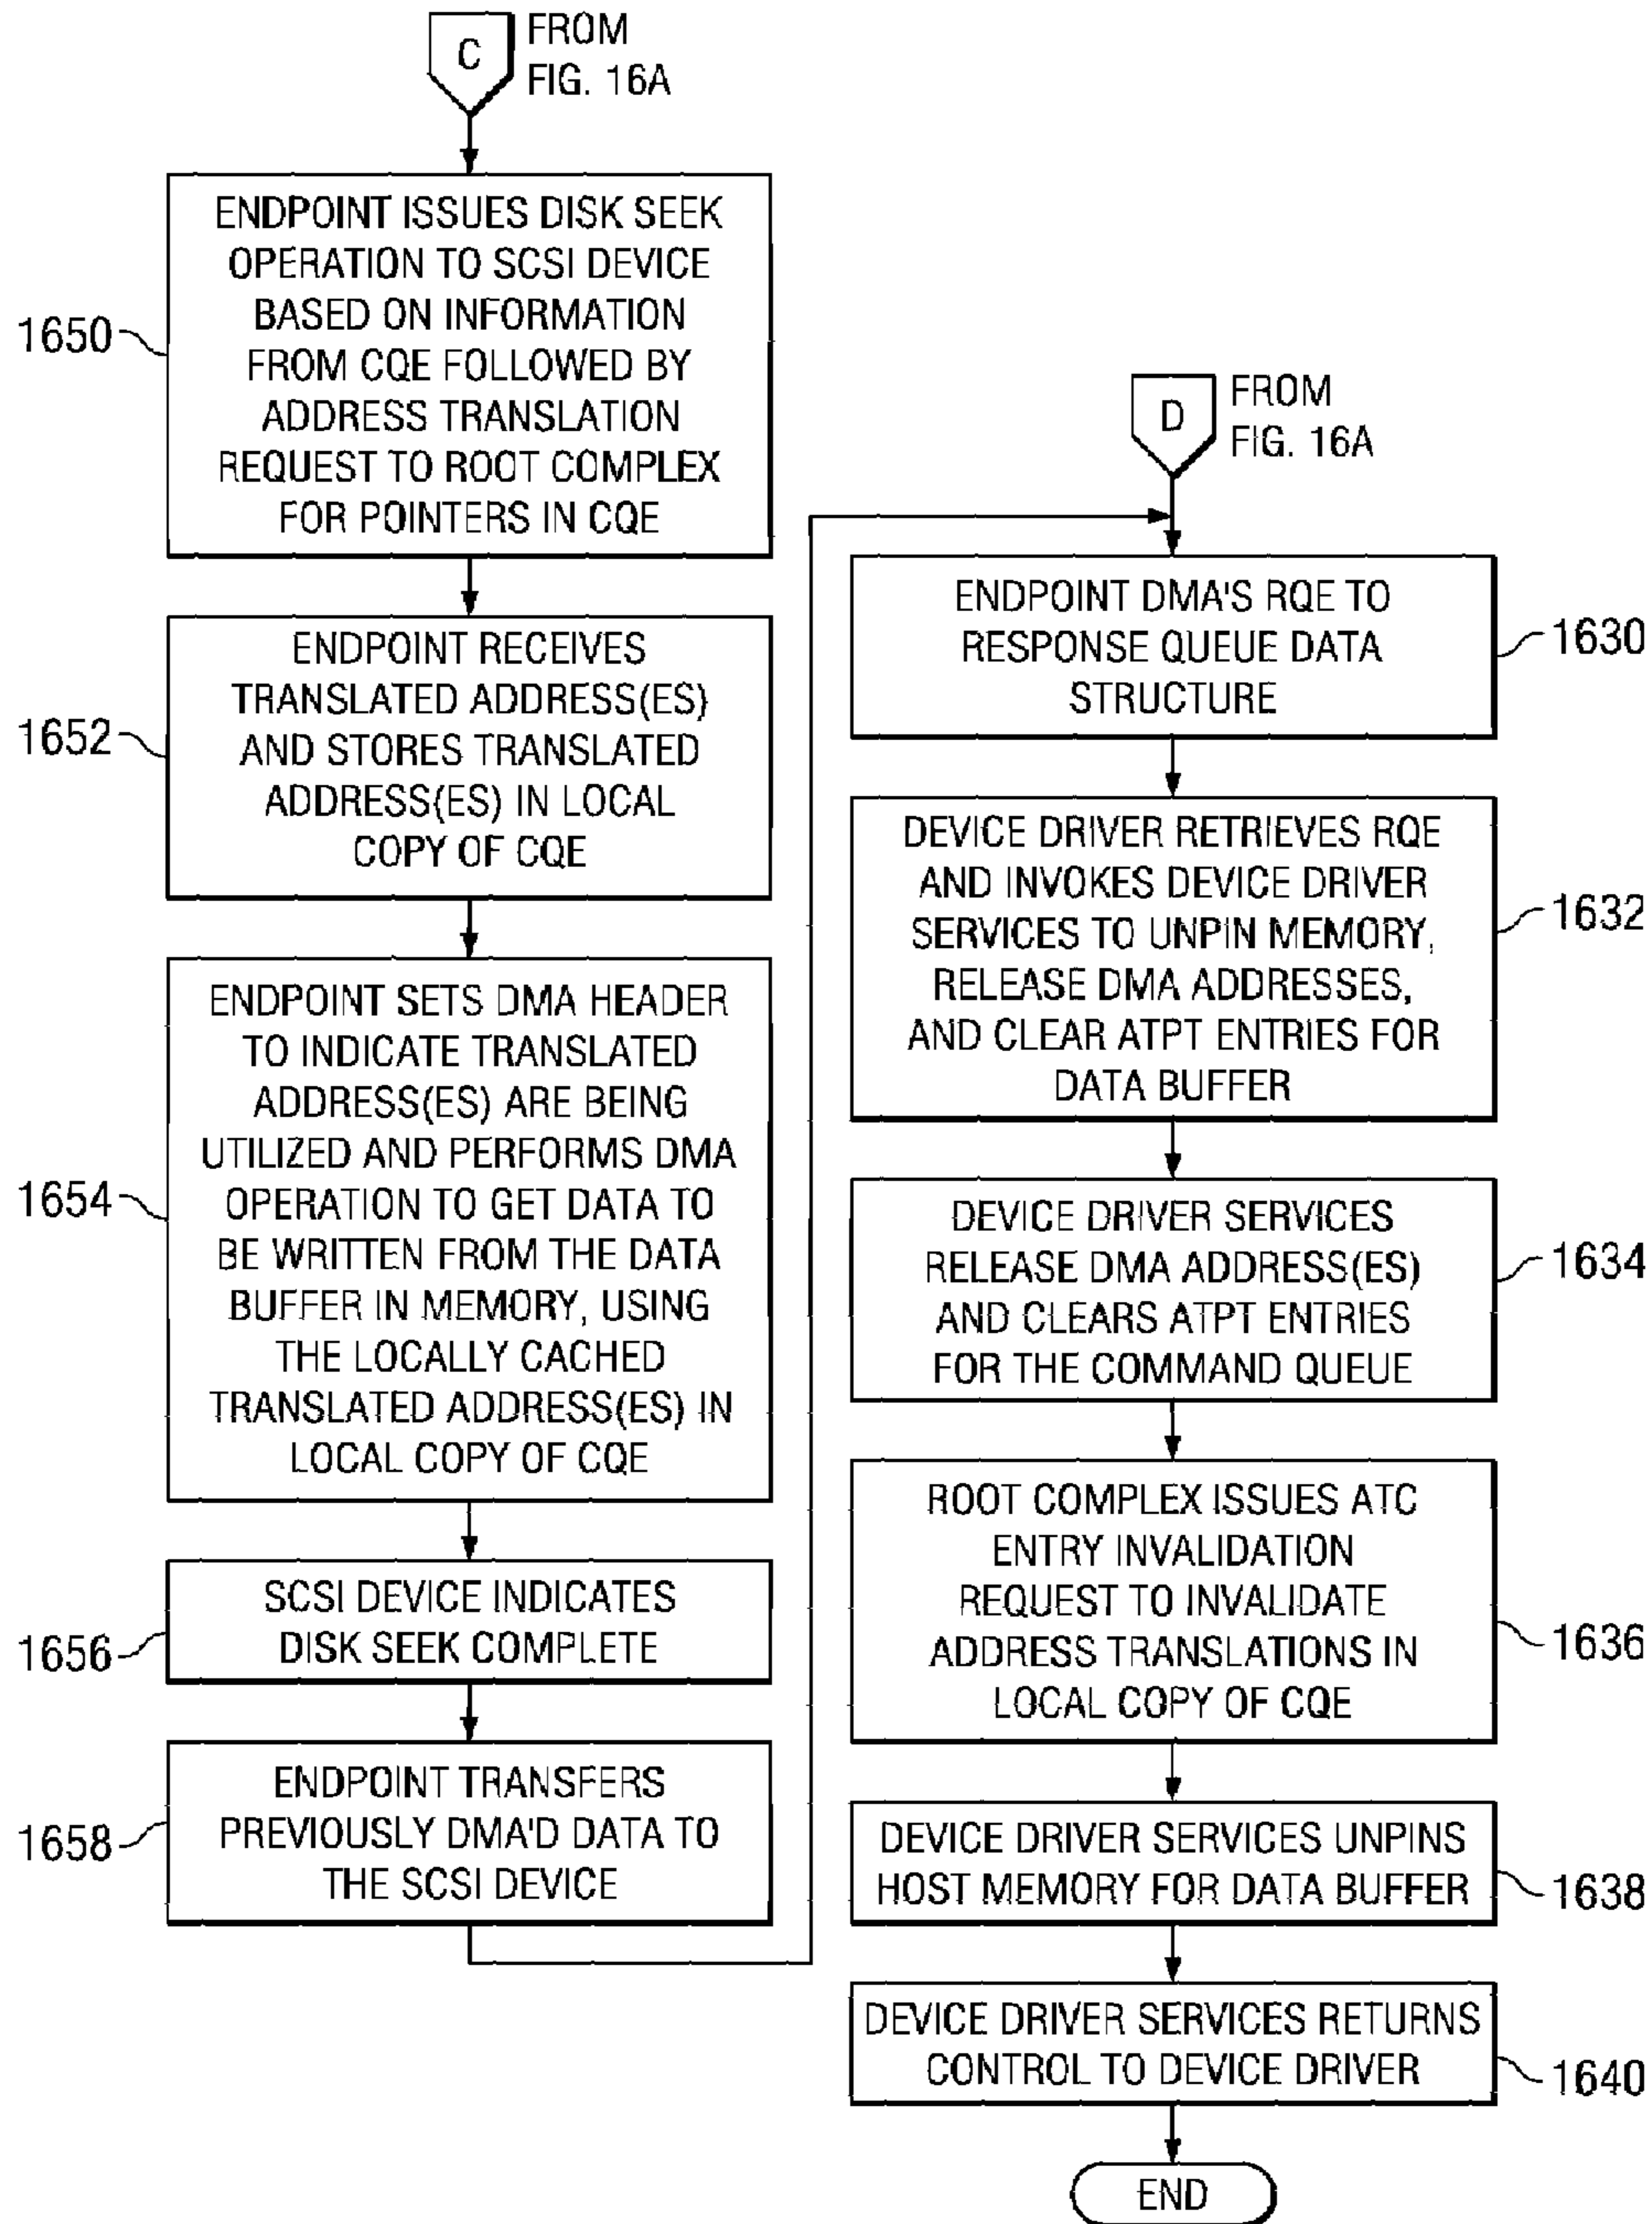 C
FROM
FIG. 16A
1650
ENDPOINT ISSUES DISK SEEK
OPERATION TO SCSI DEVICE
BASED ON INFORMATION
FROM CQE FOLLOWED BY
ADDRESS TRANSLATION
REQUEST TO ROOT COMPLEX
FOR POINTERS IN CQE
1652
ENDPOINT RECEIVES
TRANSLATED ADDRESS(ES)
AND STORES TRANSLATED
ADDRESS(ES) IN LOCAL
COPY OF CQE
1654
ENDPOINT SETS DMA HEADER
TO INDICATE TRANSLATED
ADDRESS(ES) ARE BEING
UTILIZED AND PERFORMS DMA
OPERATION TO GET DATA TO
BE WRITTEN FROM THE DATA
BUFFER IN MEMORY, USING
THE LOCALLY CACHED
TRANSLATED ADDRESS(ES) IN
LOCAL COPY OF CQE
1656
SCSI DEVICE INDICATES
DISK SEEK COMPLETE
1658
ENDPOINT TRANSFERS
PREVIOUSLY DMA'D DATA TO
THE SCSI DEVICE
D
FROM
FIG. 16A
ENDPOINT DMA'S RQE TO
RESPONSE QUEUE DATA
STRUCTURE
1630
DEVICE DRIVER RETRIEVES RQE
AND INVOKES DEVICE DRIVER
SERVICES TO UNPIN MEMORY,
RELEASE DMA ADDRESSES,
AND CLEAR ATPT ENTRIES FOR
DATA BUFFER
1632
DEVICE DRIVER SERVICES
RELEASE DMA ADDRESS(ES)
AND CLEARS ATPT ENTRIES
FOR THE COMMAND QUEUE
1634
ROOT COMPLEX ISSUES ATC
ENTRY INVALIDATION
REQUEST TO INVALIDATE
ADDRESS TRANSLATIONS IN
LOCAL COPY OF CQE
1636
DEVICE DRIVER SERVICES UNPINS
HOST MEMORY FOR DATA BUFFER
1638
DEVICE DRIVER SERVICES RETURNS
CONTROL TO DEVICE DRIVER
1640
END